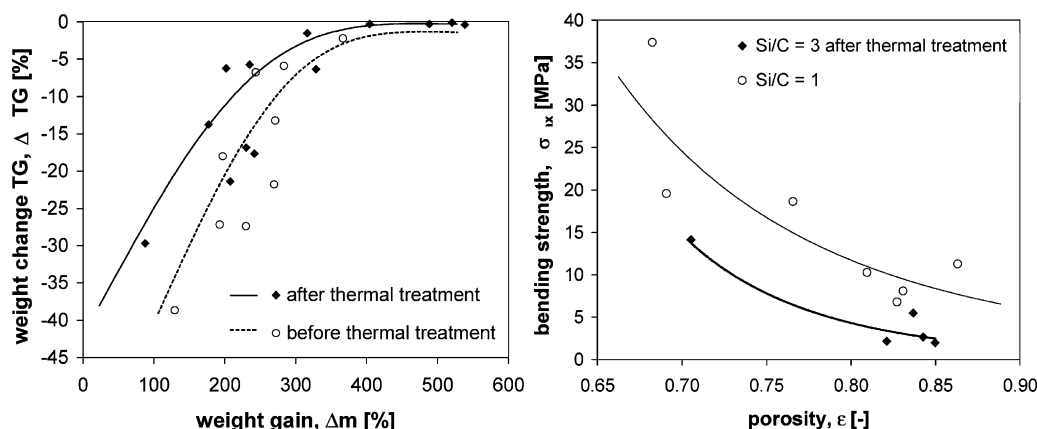 0
-5
-10
-15
-20
-25
-30
-35
-40
-45
weight change TG, Δ TG [%]
after thermal treatment
before thermal treatment
0 100 200 300 400 500 600
weight gain, Δm [%]
40
35
30
25
20
15
10
5
0
bending strength, σ IX [MPa]
Si/C = 3 after thermal treatment
Si/C = 1
0.65 0.70 0.75 0.80 0.85 0.90
porosity, ε [-]